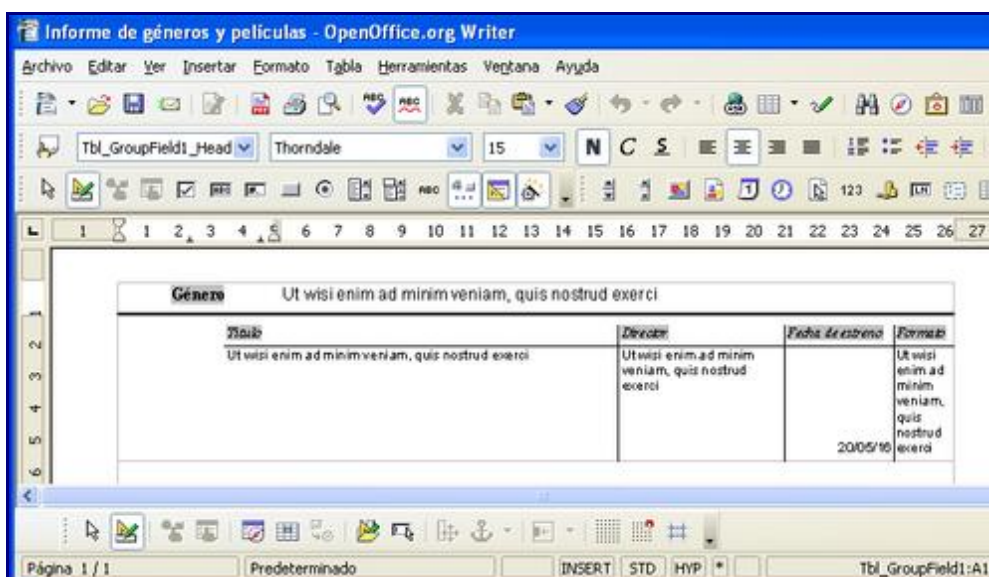 Informe de géneros y películas - OpenOffice.org Writer
Archivo Editar Ver Insertar Formato Tabla Herramientas Ventana Ayuda
Tbl_GroupField1_Head Thorndale 15 N C S
1 1 2 3 4 5 6 7 8 9 10 11 12 13 14 15 16 17 18 19 20 21 22 23 24 25 26 27
Género Ut wisi enim ad minim veniam, quis nostrud exerci
Título Director Fecha de estreno Formato
Ut wisi enim ad minim veniam, quis nostrud exerci Ut wisi enim ad minim Ut wisi
veniam, quis nostrud enim ad
exerci minim
veniam,
quis
nostrud
20/05/16 exerci
Página 1 / 1 Predeterminado INSERT STD HYP * Tbl_GroupField1:A1